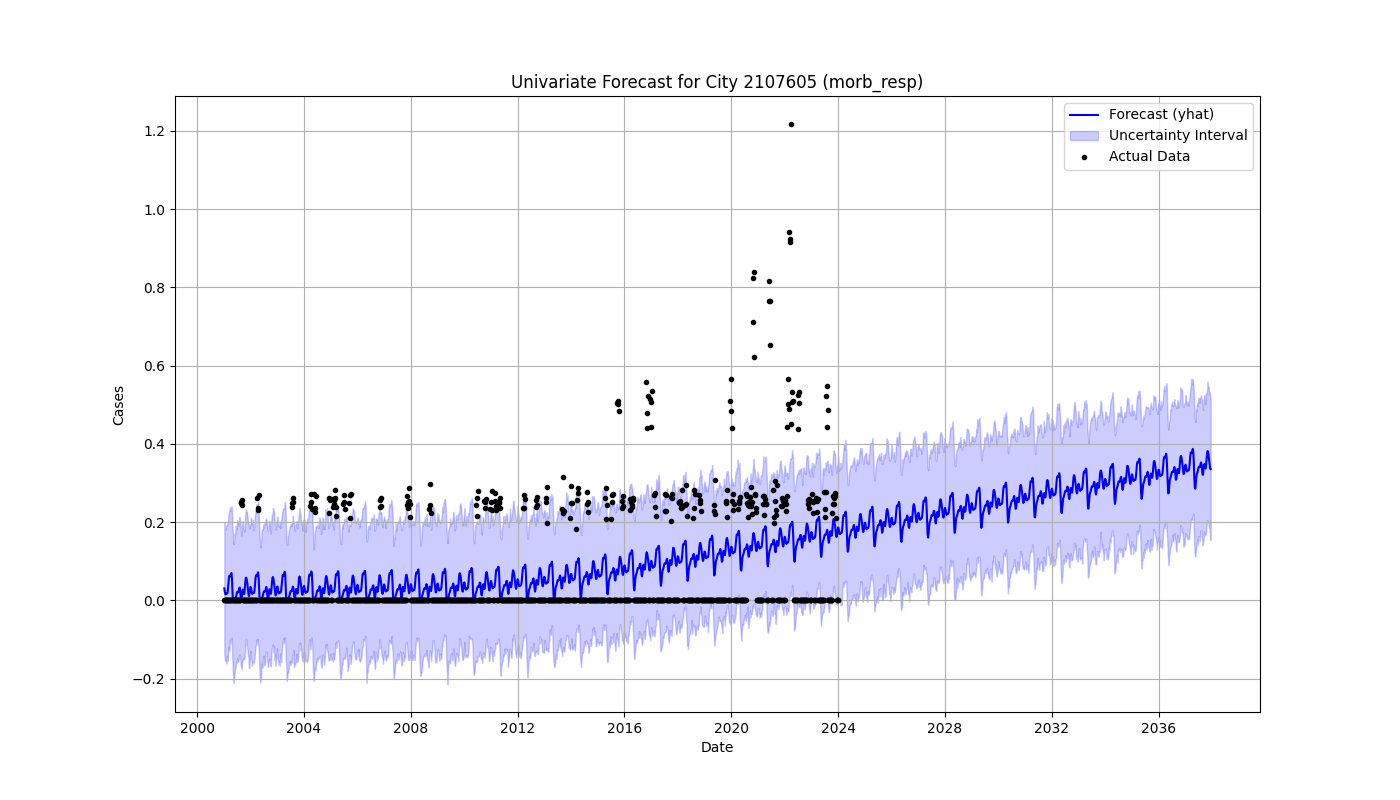 Univariate Forecast for City 2107605 (morb_resp)
Forecast (yhat)
Uncertainty Interval
Actual Data
Cases
1.2
1.0
0.8
0.6
0.4
0.2
0.0
−0.2
2000 2004 2008 2012 2016 2020 2024 2028 2032 2036
Date